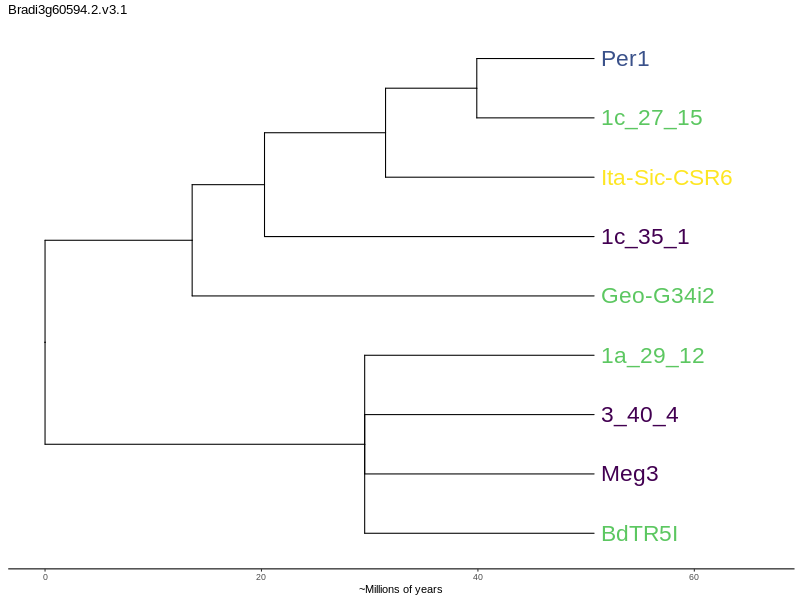 Bradi3g60594.2.v3.1
Per1
1c_27_15
Ita-Sic-CSR6
1c_35_1
Geo-G34i2
1a_29_12
3_40_4
Meg3
BdTR5I
0 20 40 60
~Millions of years